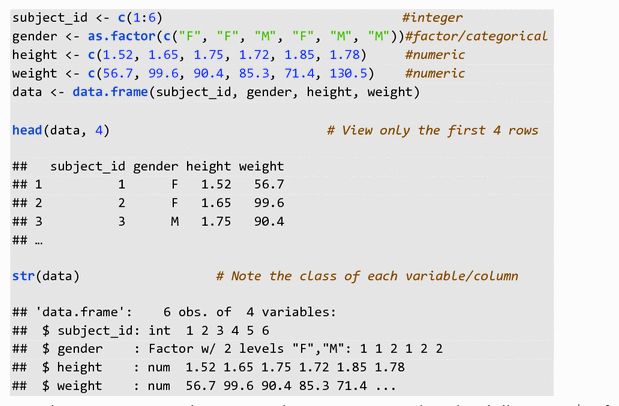 subject_id <- c(1:6) #integer
gender <- as.factor(c("F", "F", "M", "F", "M", "M"))#factor/categorical
height <- c(1.52, 1.65, 1.75, 1.72, 1.85, 1.78) #numeric
weight <- c(56.7, 99.6, 90.4, 85.3, 71.4, 130.5) #numeric
data <- data.frame(subject_id, gender, height, weight)
head(data, 4) # View only the first 4 rows
## subject_id gender height weight
## 1 1 F 1.52 56.7
## 2 2 F 1.65 99.6
## 3 3 M 1.75 90.4
## …
str(data) # Note the class of each variable/column
## 'data.frame': 6 obs. of 4 variables:
## $ subject_id: int 1 2 3 4 5 6
## $ gender : Factor w/ 2 levels "F","M": 1 1 2 1 2 2
## $ height : num 1.52 1.65 1.75 1.72 1.85 1.78
## $ weight : num 56.7 99.6 90.4 85.3 71.4 ...